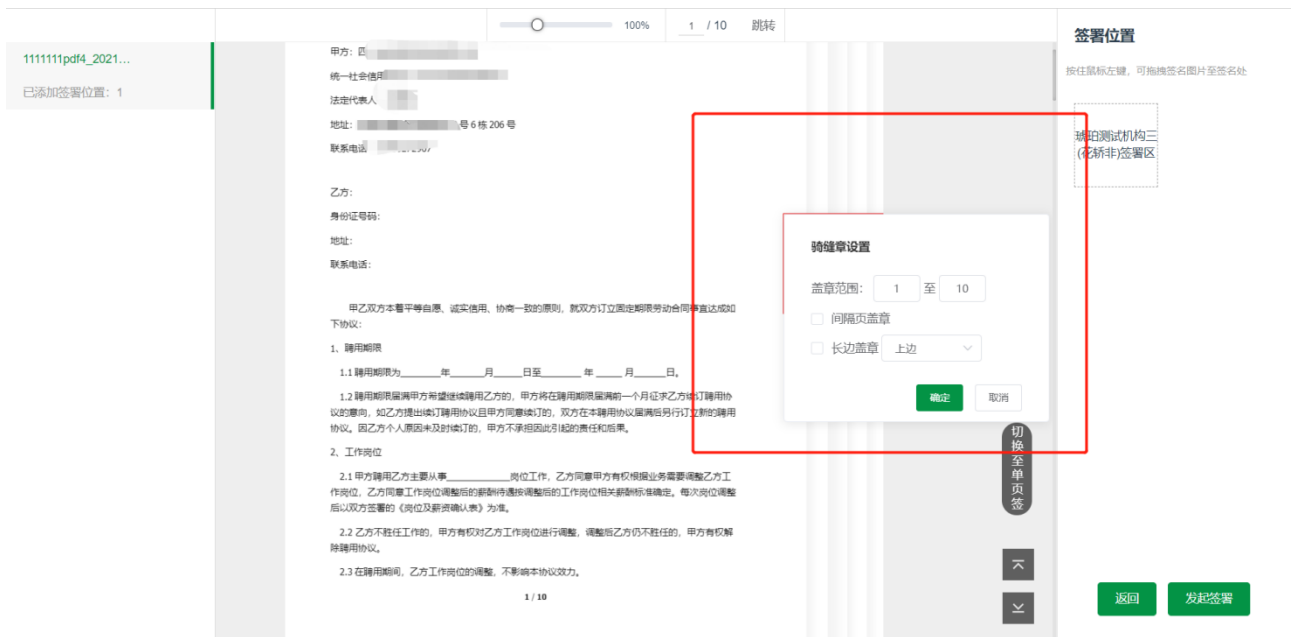 100%
1 / 10
跳转
1111111pdf4_2021...
已添加签署位置：1
甲方：
统一社会信用
法定代表人
地址： 号 6 栋 206 号
联系电话
乙方：
身份证号码：
地址：
联系电话：
甲乙双方本着平等自愿、诚实信用、协商一致的原则，就双方订立固定期限劳动合同事宜达成如
下协议：
1、聘用期限
1.1 聘用期限为________年______月______日至________ 年 _____ 月______日。
1.2 聘用期限届满甲方希望继续聘用乙方的，甲方将在聘用期限届满前一个月征求乙方续订聘用协
议的意向，如乙方提出续订聘用协议且甲方同意续订的，双方在本聘用协议届满后另行订立新的聘用
协议。因乙方个人原因未及时续订的，甲方不承担因此引起的责任和后果。
2、工作岗位
2.1 甲方聘用乙方主要从事____________岗位工作，乙方同意甲方有权根据业务需要调整乙方工
作岗位，乙方同意工作岗位调整后的薪酬待遇按调整后的工作岗位相关薪酬标准确定。每次岗位调整
后以双方签署的《岗位及薪资确认表》为准。
2.2 乙方不胜任工作的，甲方有权对乙方工作岗位进行调整，调整后乙方仍不胜任的，甲方有权解
除聘用协议。
2.3 在聘用期间，乙方工作岗位的调整，不影响本协议效力。
1 / 10
骑缝章设置
盖章范围： 1 至 10
间隔页盖章
长边盖章 上边
确定 取消
切换至单页签
签署位置
按住鼠标左键，可拖拽签名图片至签名处
琥珀测试机构三
(花轿非)签署区
返回 发起签署